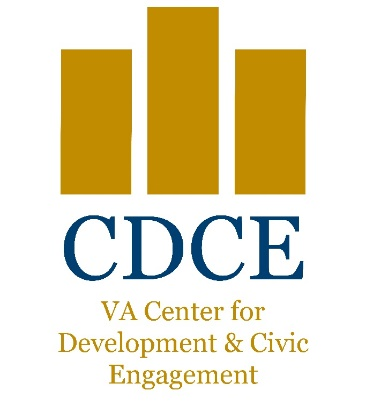 CDCE
VA Center for
Development & Civic
Engagement